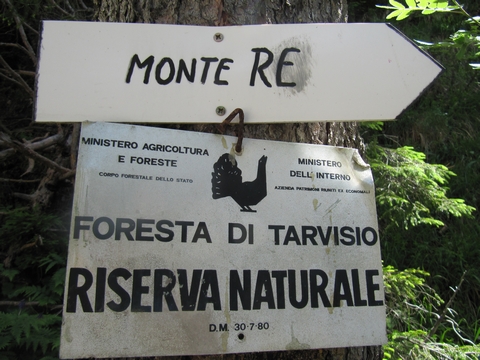 MONTE RE
MINISTERO AGRICOLTURA
E FORESTE
CORPO FORESTALE DELLO STATO
MINISTERO
DELL'INTERNO
AZIENDA PATRIMONI RIUNITI EX ECONOMALI
FORESTA DI TARVISIO
RISERVA NATURALE
D.M. 30·7·80